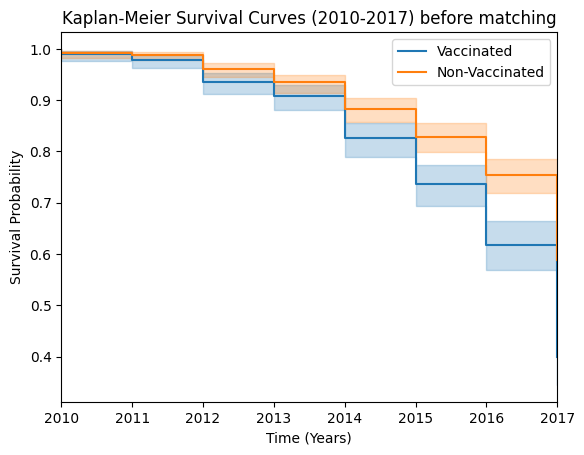 Kaplan-Meier Survival Curves (2010-2017) before matching
Vaccinated
Non-Vaccinated
Survival Probability
1.0
0.9
0.8
0.7
0.6
0.5
0.4
2010 2011 2012 2013 2014 2015 2016 2017
Time (Years)